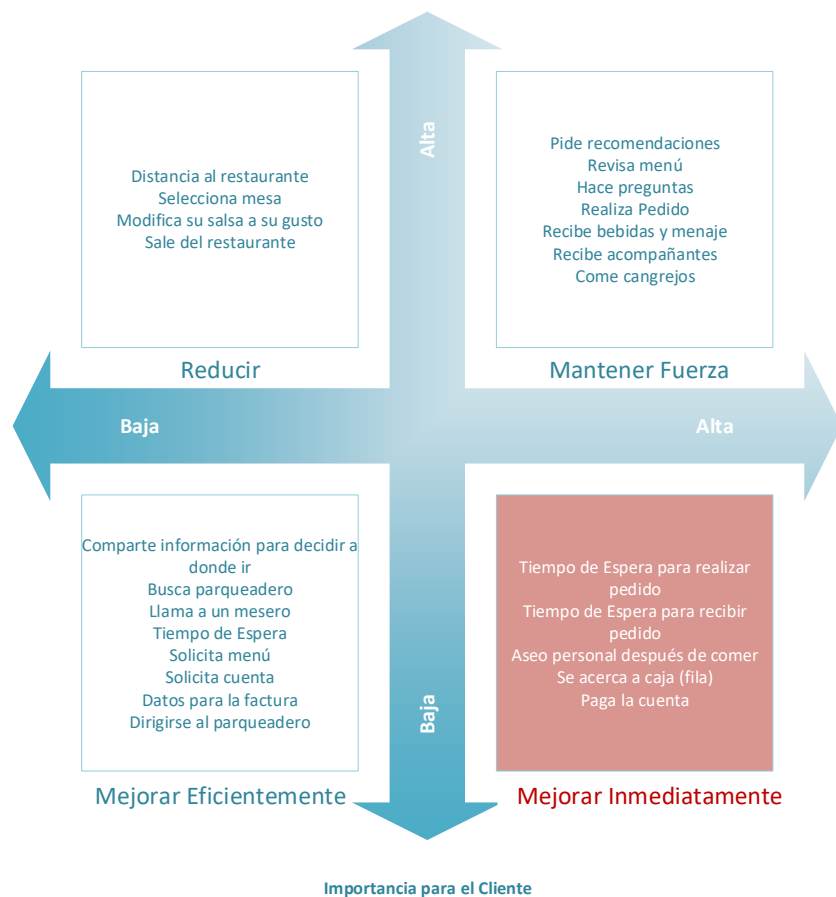 Alta
Distancia al restaurante
Selecciona mesa
Modifica su salsa a su gusto
Sale del restaurante
Reducir
Pide recomendaciones
Revisa menú
Hace preguntas
Realiza Pedido
Recibe bebidas y menaje
Recibe acompañantes
Come cangrejos
Mantener Fuerza
Baja
Alta
Comparte información para decidir a
donde ir
Busca parqueadero
Llama a un mesero
Tiempo de Espera
Solicita menú
Solicita cuenta
Datos para la factura
Dirigirse al parqueadero
Mejorar Eficientemente
Baja
Tiempo de Espera para realizar
pedido
Tiempo de Espera para recibir
pedido
Aseo personal después de comer
Se acerca a caja (fila)
Paga la cuenta
Mejorar Inmediatamente
Importancia para el Cliente